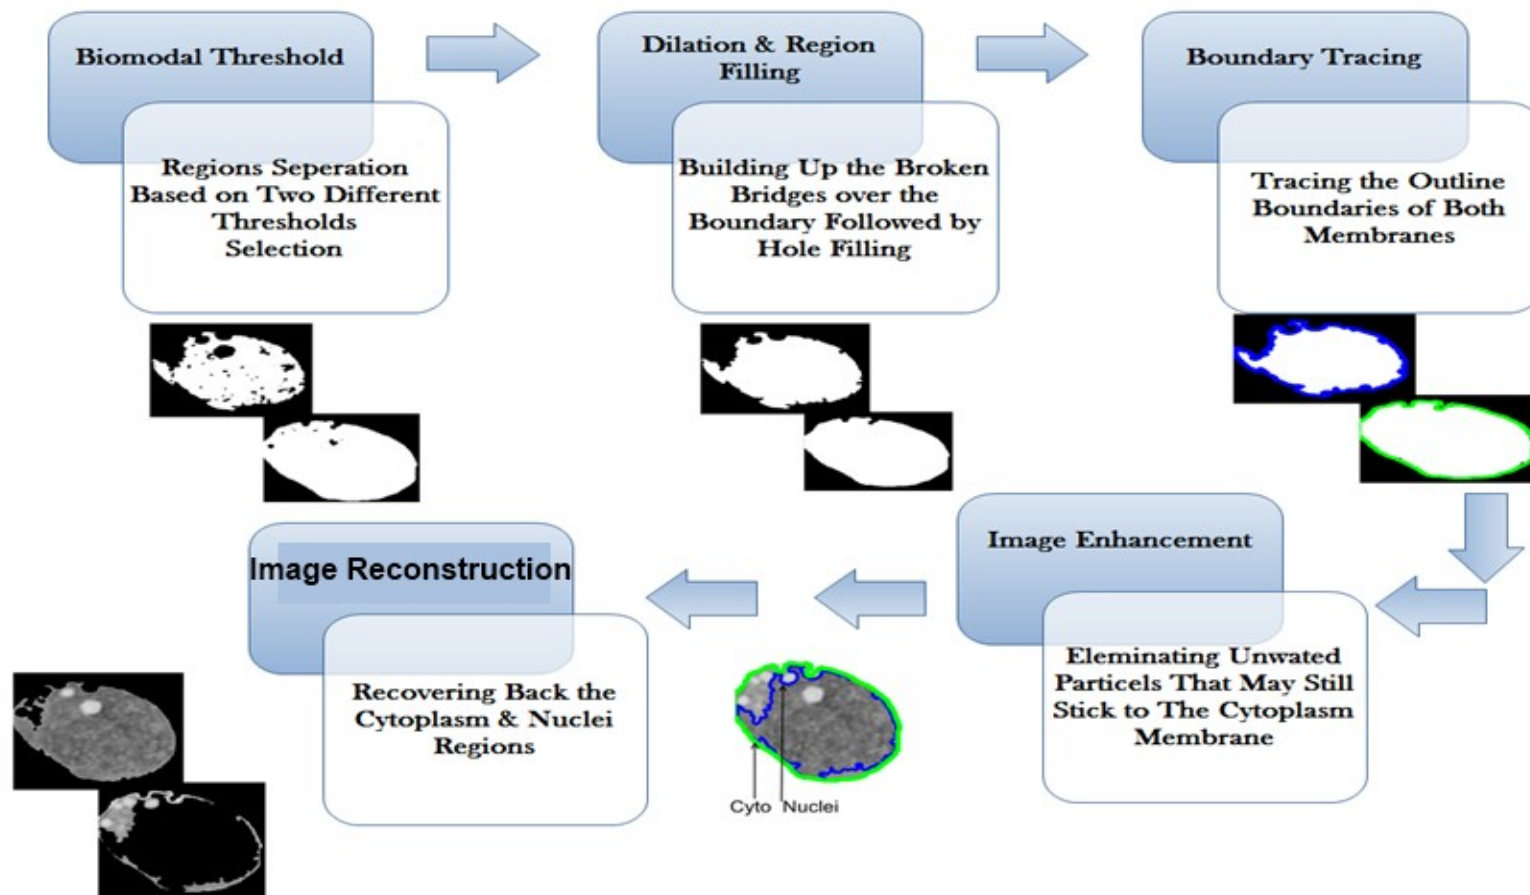 Biomodal Threshold
Regions Seperation
Based on Two Different
Thresholds
Selection
Dilation & Region
Filling
Building Up the Broken
Bridges over the
Boundary Followed by
Hole Filling
Boundary Tracing
Tracing the Outline
Boundaries of Both
Membranes
Image Enhancement
Eleminating Unwated
Particels That May Still
Stick to The Cytoplasm
Membrane
Cyto Nuclei
Image Reconstruction
Recovering Back the
Cytoplasm & Nuclei
Regions